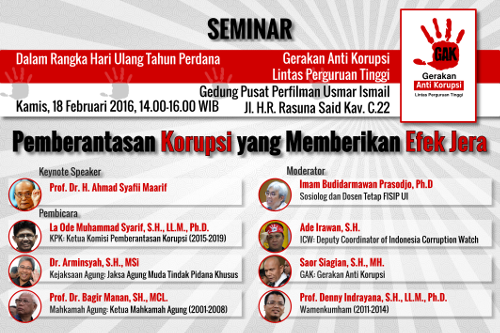 SEMINAR
Dalam Rangka Hari Ulang Tahun Perdana
Gerakan Anti Korupsi
Lintas Perguruan Tinggi
Gedung Pusat Perfilman Usmar Ismail
Kamis, 18 Februari 2016, 14.00-16.00 WIB
Jl. H.R. Rasuna Said Kav. C.22
GAK
Gerakan
Anti Korupsi
Lintas Perguruan Tinggi
Pemberantasan Korupsi yang Memberikan Efek Jera
Keynote Speaker
Prof. Dr. H. Ahmad Syafii Maarif
Moderator
Imam Budidarmawan Prasodjo, Ph.D
Sosiolog dan Dosen Tetap FISIP UI
Pembicara
La Ode Muhammad Syarif, S.H., LL.M., Ph.D.
KPK: Ketua Komisi Pemberantasan Korupsi (2015-2019)
Ade Irawan, S.H.
ICW: Deputy Coordinator of Indonesia Corruption Watch
Dr. Arminsyah, S.H., MSi
Kejaksaan Agung: Jaksa Agung Muda Tindak Pidana Khusus
Saor Siagian, S.H., MH.
GAK: Gerakan Anti Korupsi
Prof. Dr. Bagir Manan, SH., MCL.
Mahkamah Agung: Ketua Mahkamah Agung (2001-2008)
Prof. Denny Indrayana, S.H., LL.M., Ph.D.
Wamenkumham (2011-2014)